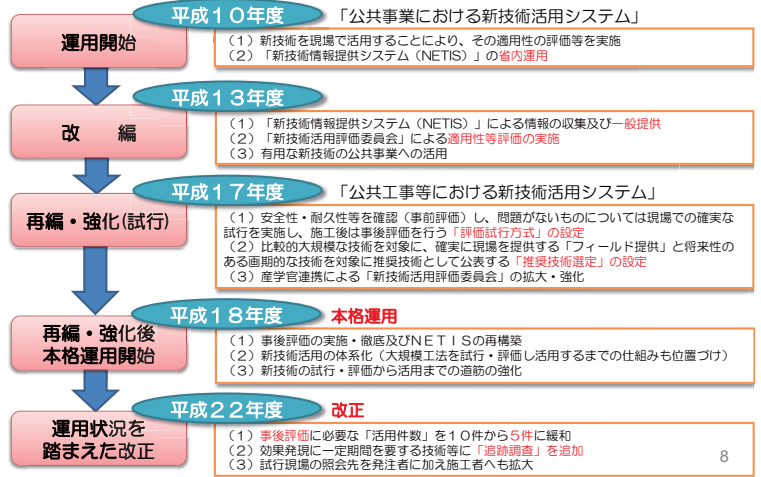 平成１０年度
「公共事業における新技術活用システム」
運用開始
（１）新技術を現場で活用することにより、その適用性の評価等を実施
（２）「新技術情報提供システム（NETIS）」の省内運用
平成１３年度
改　編
（１）「新技術情報提供システム（NETIS）」による情報の収集及び一般提供
（２）「新技術活用評価委員会」による適用性等評価の実施
（３）有用な新技術の公共事業への活用
平成１７年度
「公共工事等における新技術活用システム」
再編・強化(試行)
（１）安全性・耐久性等を確認（事前評価）し、問題がないものについては現場での確実な
試行を実施し、施工後は事後評価を行う「評価試行方式」の設定
（２）比較的大規模な技術を対象に、確実に現場を提供する「フィールド提供」と将来性の
ある画期的な技術を対象に推奨技術として公表する「推奨技術選定」の設定
（３）産学官連携による「新技術活用評価委員会」の拡大・強化
平成１８年度
本格運用
再編・強化後
本格運用開始
（１）事後評価の実施・徹底及びＮＥＴＩＳの再構築
（２）新技術活用の体系化（大規模工法を試行・評価し活用するまでの仕組みも位置づけ）
（３）新技術の試行・評価から活用までの道筋の強化
平成２２年度
改正
運用状況を
踏まえた改正
（１）事後評価に必要な「活用件数」を１０件から５件に緩和
（２）効果発現に一定期間を要する技術等に「追跡調査」を追加
（３）試行現場の照会先を発注者に加え施工者へも拡大
8